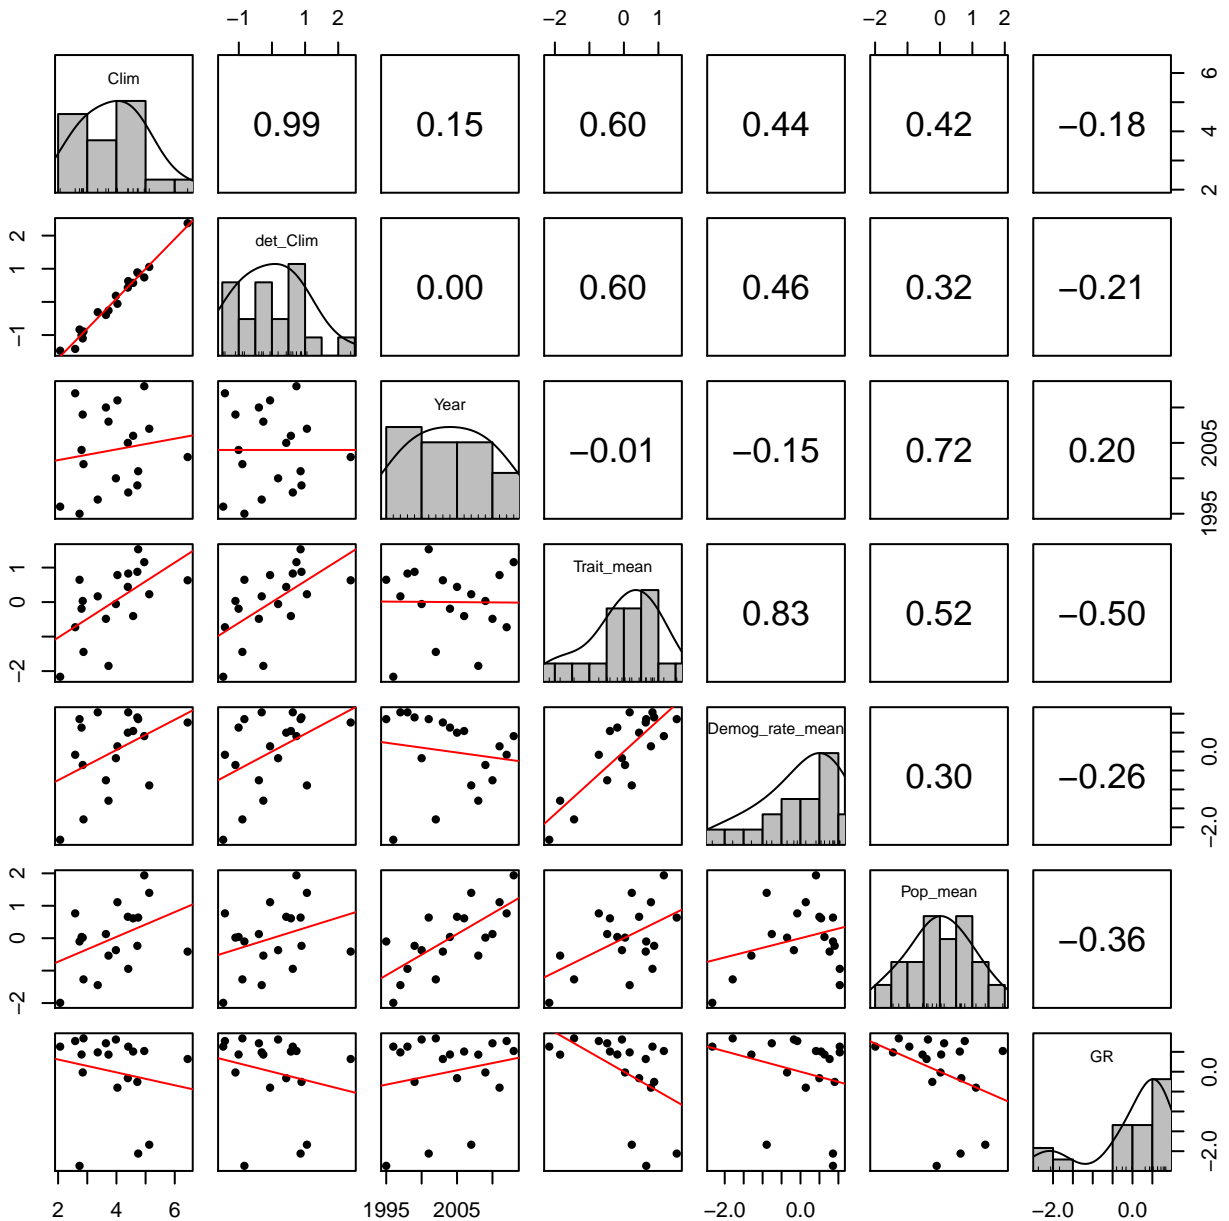 −1 1 2 −2 0 1 −2 0 2
Clim 0.99 0.15 0.60 0.44 0.42 −0.18 2 4 6
−1 1 2 det_Clim 0.00 0.60 0.46 0.32 −0.21
Year −0.01 −0.15 0.72 0.20 1995 2005
−2 0 1 Trait_mean 0.83 0.52 −0.50
Demog_rate_mean 0.30 −0.26 −2.0 0.0
−2 0 1 2 Pop_mean −0.36
GR −2.0 0.0
2 4 6 1995 2005 −2.0 0.0 −2.0 0.0